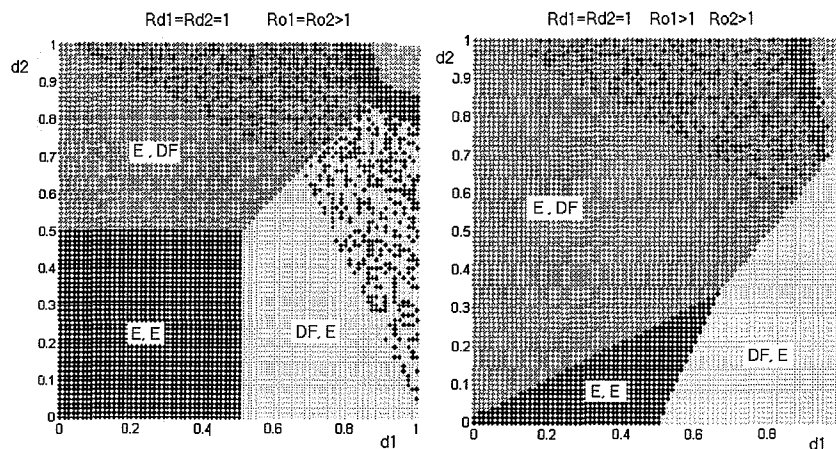 Rd1=Rd2=1 Ro1=Ro2>1
d2
1
0.9
0.8
0.7
0.6
0.5
0.4
0.3
0.2
0.1
0
E , DF
E, E
DF, E
0 0.2 0.4 0.6 0.8 1
d1
Rd1=Rd2=1 Ro1>1 Ro2>1
d2
1
0.9
0.8
0.7
0.6
0.5
0.4
0.3
0.2
0.1
0
E , DF
E, E
DF, E
0 0.2 0.4 0.6 0.8
d1